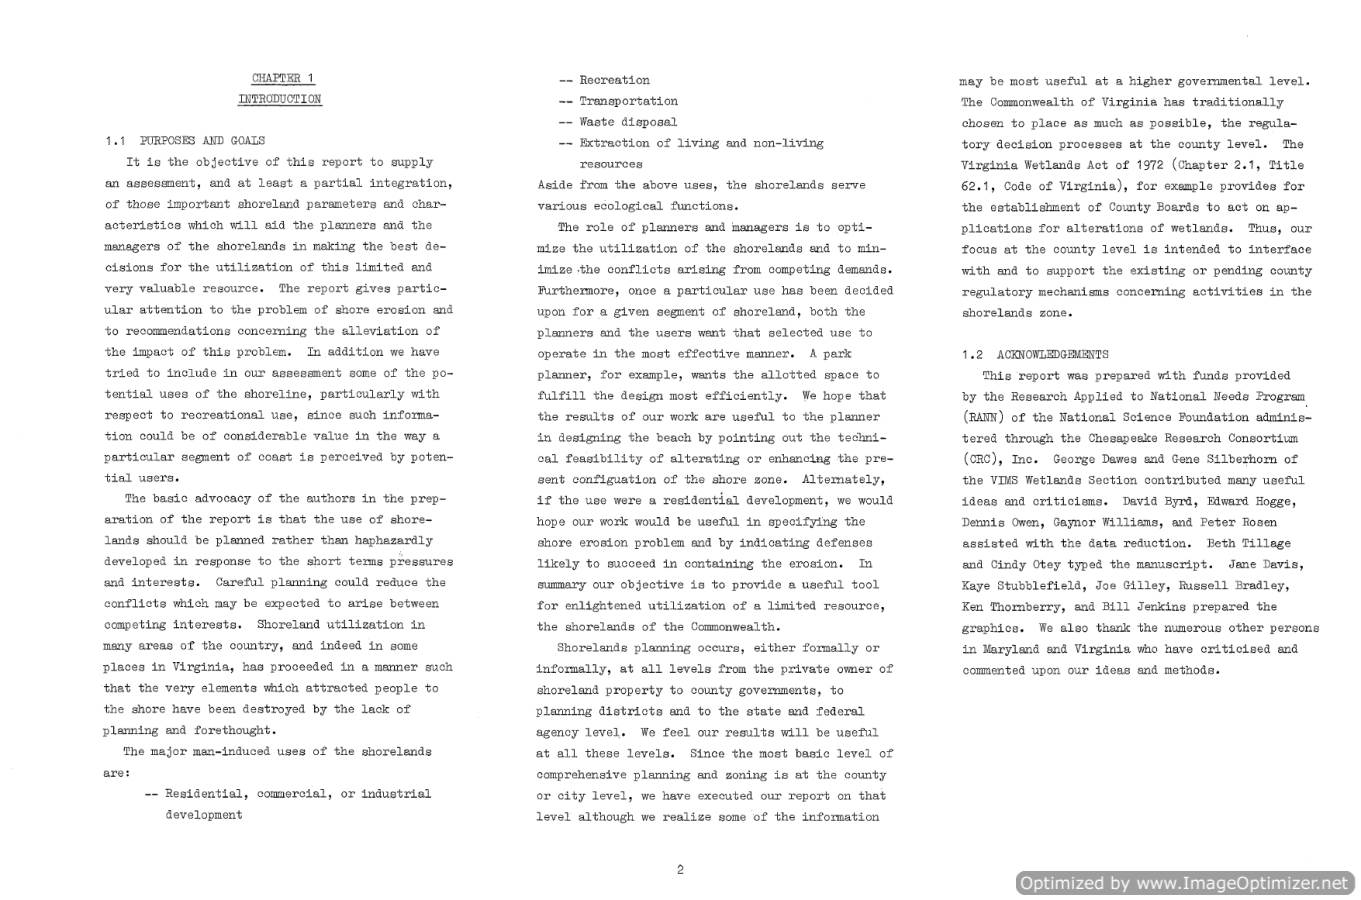 CHAPTER 1
INTRODUCTION
1.1 PURPOSES AND GOALS
It is the objective of this report to supply
an assessment, and at least a partial integration,
of those important shoreland parameters and char-
acteristics which will aid the planners and the
managers of the shorelands in making the best de-
cisions for the utilization of this limited and
very valuable resource. The report gives partic-
ular attention to the problem of shore erosion and
to recommendations concerning the alleviation of
the impact of this problem. In addition we have
tried to include in our assessment some of the po-
tential uses of the shoreline, particularly with
respect to recreational use, since such informa-
tion could be of considerable value in the way a
particular segment of coast is perceived by poten-
tial users.
The basic advocacy of the authors in the prep-
aration of the report is that the use of shore-
lands should be planned rather than haphazardly
developed in response to the short terms pressures
and interests. Careful planning could reduce the
conflicts which may be expected to arise between
competing interests. Shoreland utilization in
many areas of the country, and indeed in some
places in Virginia, has proceeded in a manner such
that the very elements which attracted people to
the shore have been destroyed by the lack of
planning and forethought.
The major man-induced uses of the shorelands
are:
-- Residential, commercial, or industrial
development
-- Recreation
-- Transportation
-- Waste disposal
-- Extraction of living and non-living
resources
Aside from the above uses, the shorelands serve
various ecological functions.
The role of planners and managers is to opti-
mize the utilization of the shorelands and to min-
imize the conflicts arising from competing demands.
Furthermore, once a particular use has been decided
upon for a given segment of shoreland, both the
planners and the users want that selected use to
operate in the most effective manner. A park
planner, for example, wants the allotted space to
fulfill the design most efficiently. We hope that
the results of our work are useful to the planner
in designing the beach by pointing out the techni-
cal feasibility of alterating or enhancing the pre-
sent configuation of the shore zone. Alternately,
if the use were a residential development, we would
hope our work would be useful in specifying the
shore erosion problem and by indicating defenses
likely to succeed in containing the erosion. In
summary our objective is to provide a useful tool
for enlightened utilization of a limited resource,
the shorelands of the Commonwealth.
Shorelands planning occurs, either formally or
informally, at all levels from the private owner of
shoreland property to county governments, to
planning districts and to the state and federal
agency level. We feel our results will be useful
at all these levels. Since the most basic level of
comprehensive planning and zoning is at the county
or city level, we have executed our report on that
level although we realize some of the information
may be most useful at a higher governmental level.
The Commonwealth of Virginia has traditionally
chosen to place as much as possible, the regula-
tory decision processes at the county level. The
Virginia Wetlands Act of 1972 (Chapter 2.1, Title
62.1, Code of Virginia), for example provides for
the establishment of County Boards to act on ap-
plications for alterations of wetlands. Thus, our
focus at the county level is intended to interface
with and to support the existing or pending county
regulatory mechanisms concerning activities in the
shorelands zone.
1.2 ACKNOWLEDGEMENTS
This report was prepared with funds provided
by the Research Applied to National Needs Program
(RANN) of the National Science Foundation adminis-
tered through the Chesapeake Research Consortium
(CRC), Inc. George Dawes and Gene Silberhorn of
the VIMS Wetlands Section contributed many useful
ideas and criticisms. David Byrd, Edward Hogge,
Dennis Owen, Gaynor Williams, and Peter Rosen
assisted with the data reduction. Beth Tillage
and Cindy Otey typed the manuscript. Jane Davis,
Kaye Stubblefield, Joe Gilley, Russell Bradley,
Ken Thornberry, and Bill Jenkins prepared the
graphics. We also thank the numerous other persons
in Maryland and Virginia who have criticised and
commented upon our ideas and methods.
2
Optimized by www.ImageOptimizer.net